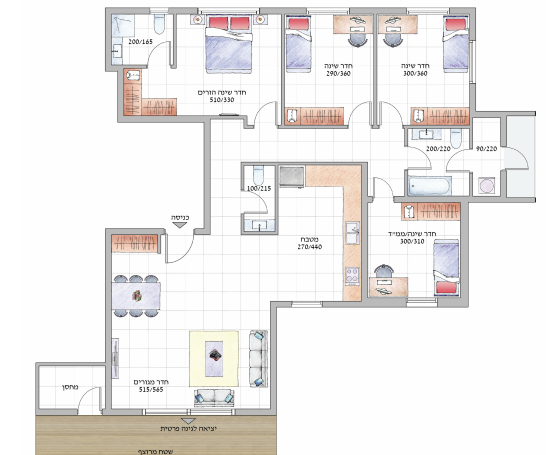 200/165
חדר שינה הורים
510/330
חדר שינה
290/360
חדר שינה
300/360
200/220
90/220
100/215
כניסה
מטבח
270/440
חדר שינה/ממ״ד
300/310
חדר מגורים
515/565
מחסן
יציאה לגינה פרטית
שטח מרוצף